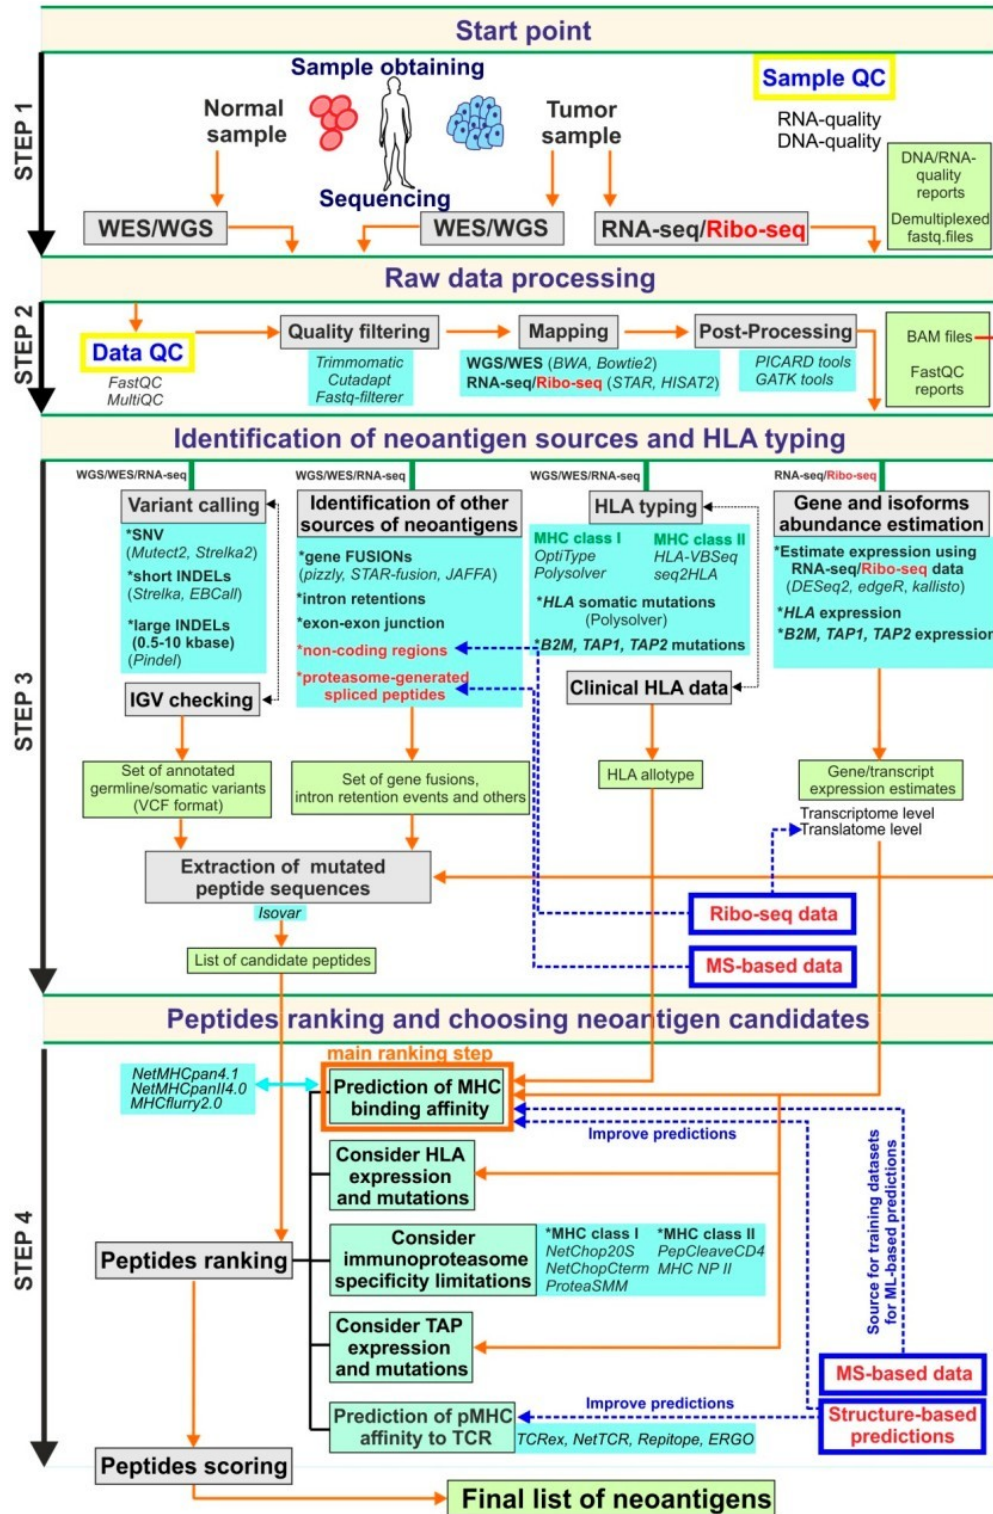 Start point
STEP 1
Sample obtaining
Normal
sample
Tumor
sample
Sample QC
RNA-quality
DNA-quality
DNA/RNA-
quality
reports
Demultiplexed
fastq.files
Sequencing
WES/WGS
WES/WGS
RNA-seq/Ribo-seq
Raw data processing
STEP 2
Data QC
FastQC
MultiQC
Quality filtering
Trimmomatic
Cutadapt
Fastq-filterer
Mapping
WGS/WES (BWA, Bowtie2)
RNA-seq/Ribo-seq (STAR, HISAT2)
Post-Processing
PICARD tools
GATK tools
BAM files
FastQC
reports
Identification of neoantigen sources and HLA typing
STEP 3
WGS/WES/RNA-seq
Variant calling
*SNV
(Mutect2, Strelka2)
*short INDELs
(Strelka, EBCall)
*large INDELs
(0.5-10 kbase)
(Pindel)
IGV checking
Set of annotated
germline/somatic variants
(VCF format)
WGS/WES/RNA-seq
Identification of other
sources of neoantigens
*gene FUSIONs
(pizzly, STAR-fusion, JAFFA)
*intron retentions
*exon-exon junction
*non-coding regions
*proteasome-generated
spliced peptides
Set of gene fusions,
intron retention events and others
WGS/WES/RNA-seq
HLA typing
MHC class I
OptiType
Polysolver
MHC class II
HLA-VBSeq
seq2HLA
*HLA somatic mutations
(Polysolver)
*B2M, TAP1, TAP2 mutations
Clinical HLA data
HLA allotype
RNA-seq/Ribo-seq
Gene and isoforms
abundance estimation
*Estimate expression using
RNA-seq/Ribo-seq data
(DESeq2, edgeR, kallisto)
*HLA expression
*B2M, TAP1, TAP2 expression
Gene/transcript
expression estimates
Transcriptome level
Translatome level
Extraction of mutated
peptide sequences
Isovar
List of candidate peptides
Ribo-seq data
MS-based data
Peptides ranking and choosing neoantigen candidates
STEP 4
main ranking step
NetMHCpan4.1
NetMHCpanII4.0
MHCflurry2.0
Prediction of MHC
binding affinity
Improve predictions
Consider HLA
expression
and mutations
Peptides ranking
Consider
immunoproteasome
specificity limitations
*MHC class I
NetChop20S
NetChopCterm
ProteaSMM
*MHC class II
PepCleaveCD4
MHC NP II
Consider TAP
expression
and mutations
Source for training datasets
for ML-based predictions
MS-based data
Structure-based
predictions
Improve predictions
Prediction of pMHC
affinity to TCR
TCRex, NetTCR, Repitope, ERGO
Peptides scoring
Final list of neoantigens